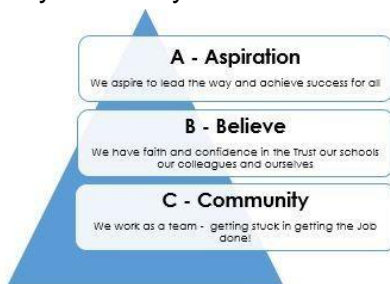 A - Aspiration
We aspire to lead the way and achieve success for all
B - Believe
We have faith and confidence in the Trust our schools
our colleagues and ourselves
C - Community
We work as a team - getting stuck in getting the Job
done!